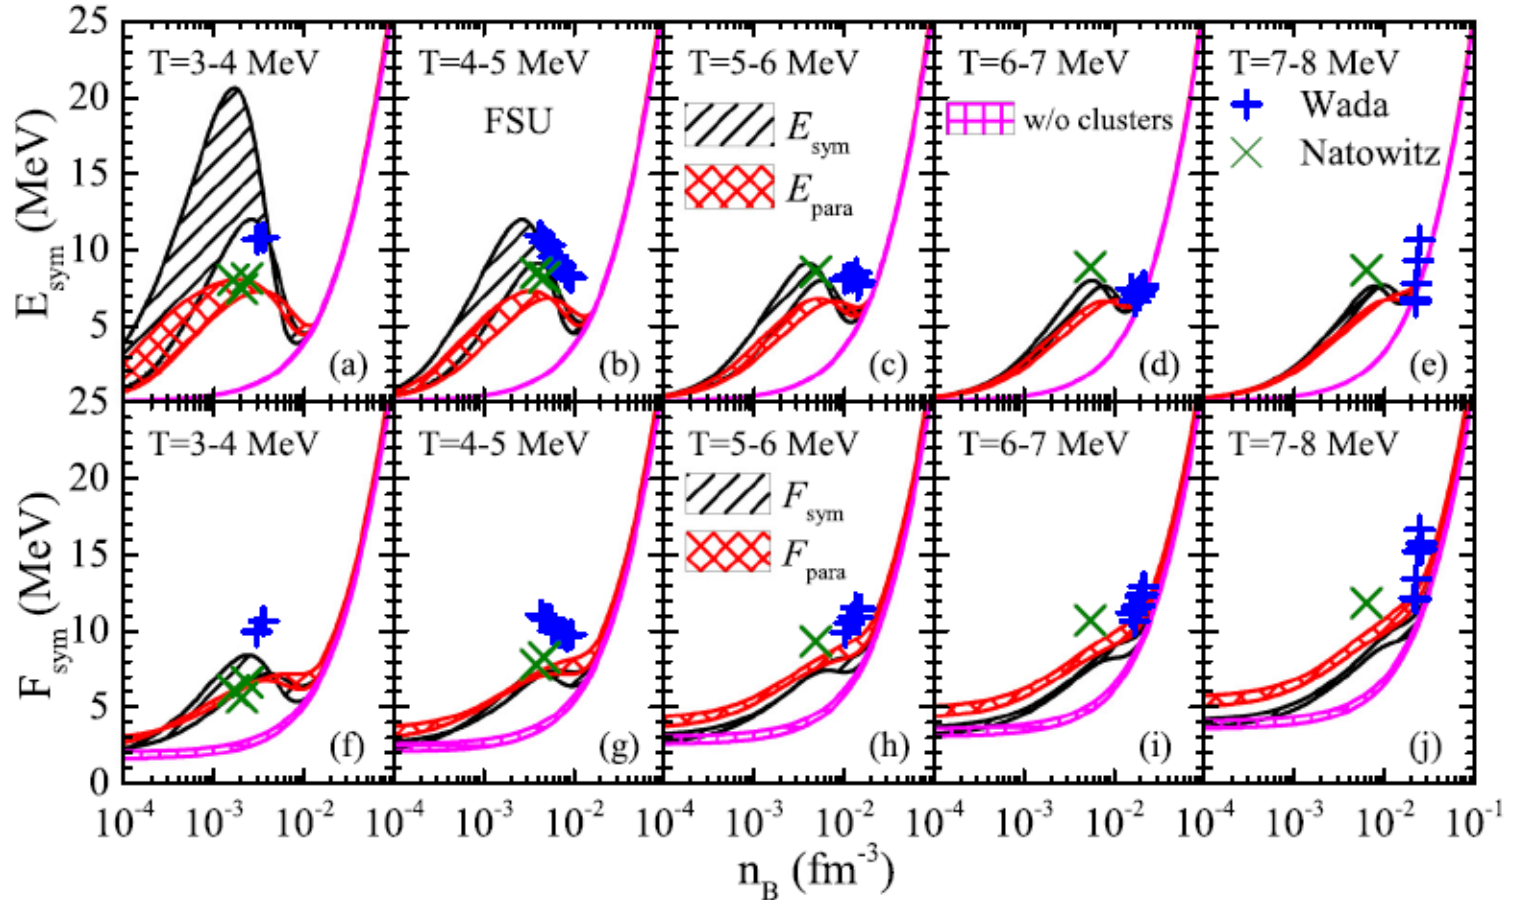 25
20
15
10
5
E_sym (MeV)
T=3-4 MeV
T=4-5 MeV
T=5-6 MeV
T=6-7 MeV
T=7-8 MeV
FSU
E_sym
E_para
w/o clusters
Wada
Natowitz
(a)
(b)
(c)
(d)
(e)
25
20
15
10
5
0
F_sym (MeV)
T=3-4 MeV
T=4-5 MeV
T=5-6 MeV
T=6-7 MeV
T=7-8 MeV
F_sym
F_para
(f)
(g)
(h)
(i)
(j)
10^-4 10^-3 10^-2 10^-4 10^-3 10^-2 10^-4 10^-3 10^-2 10^-4 10^-3 10^-2 10^-4 10^-3 10^-2 10^-1
n_B (fm^-3)